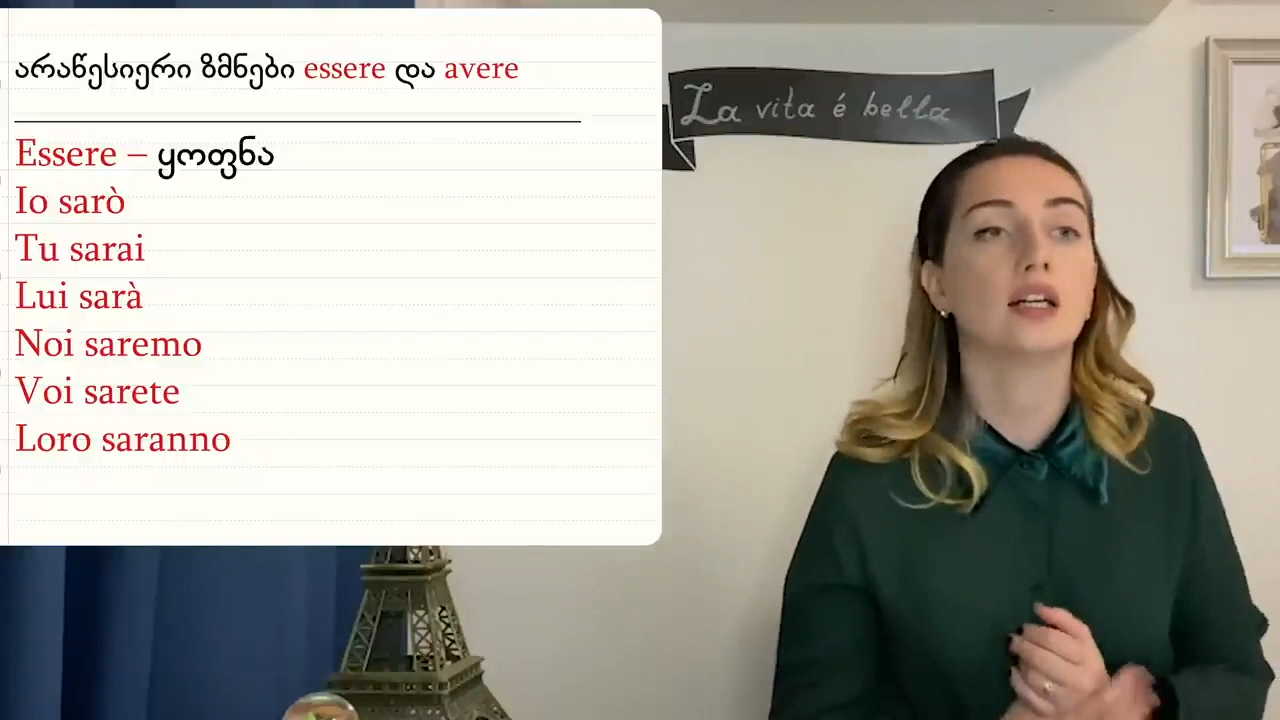 არაწესიერი ზმნები essere და avere
Essere – ყოფნა
Io sarò
Tu sarai
Lui sarà
Noi saremo
Voi sarete
Loro saranno
La vita é bella